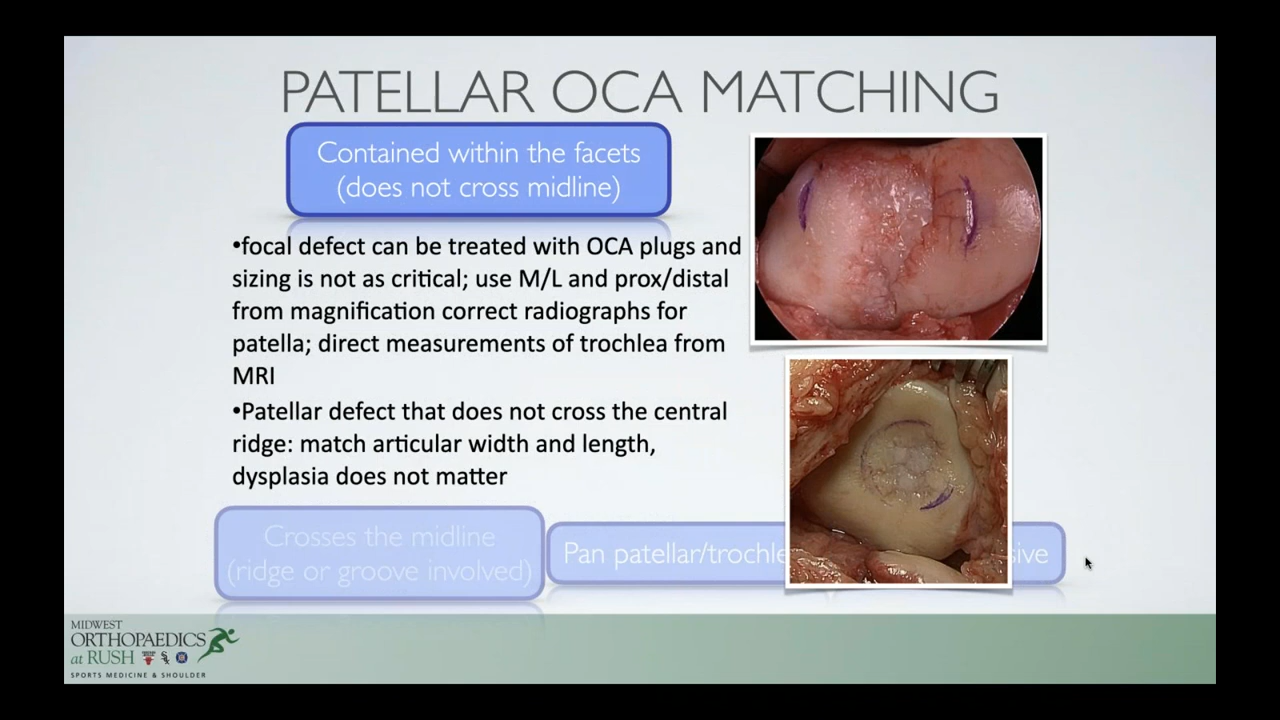 PATELLAR OCA MATCHING
Contained within the facets
(does not cross midline)
•focal defect can be treated with OCA plugs and
sizing is not as critical; use M/L and prox/distal
from magnification correct radiographs for
patella; direct measurements of trochlea from
MRI
•Patellar defect that does not cross the central
ridge: match articular width and length,
dysplasia does not matter
Crosses the midline
(ridge or groove involved)
Pan patellar/trochle
sive
MIDWEST
ORTHOPAEDICS
at RUSH
SPORTS MEDICINE & SHOULDER